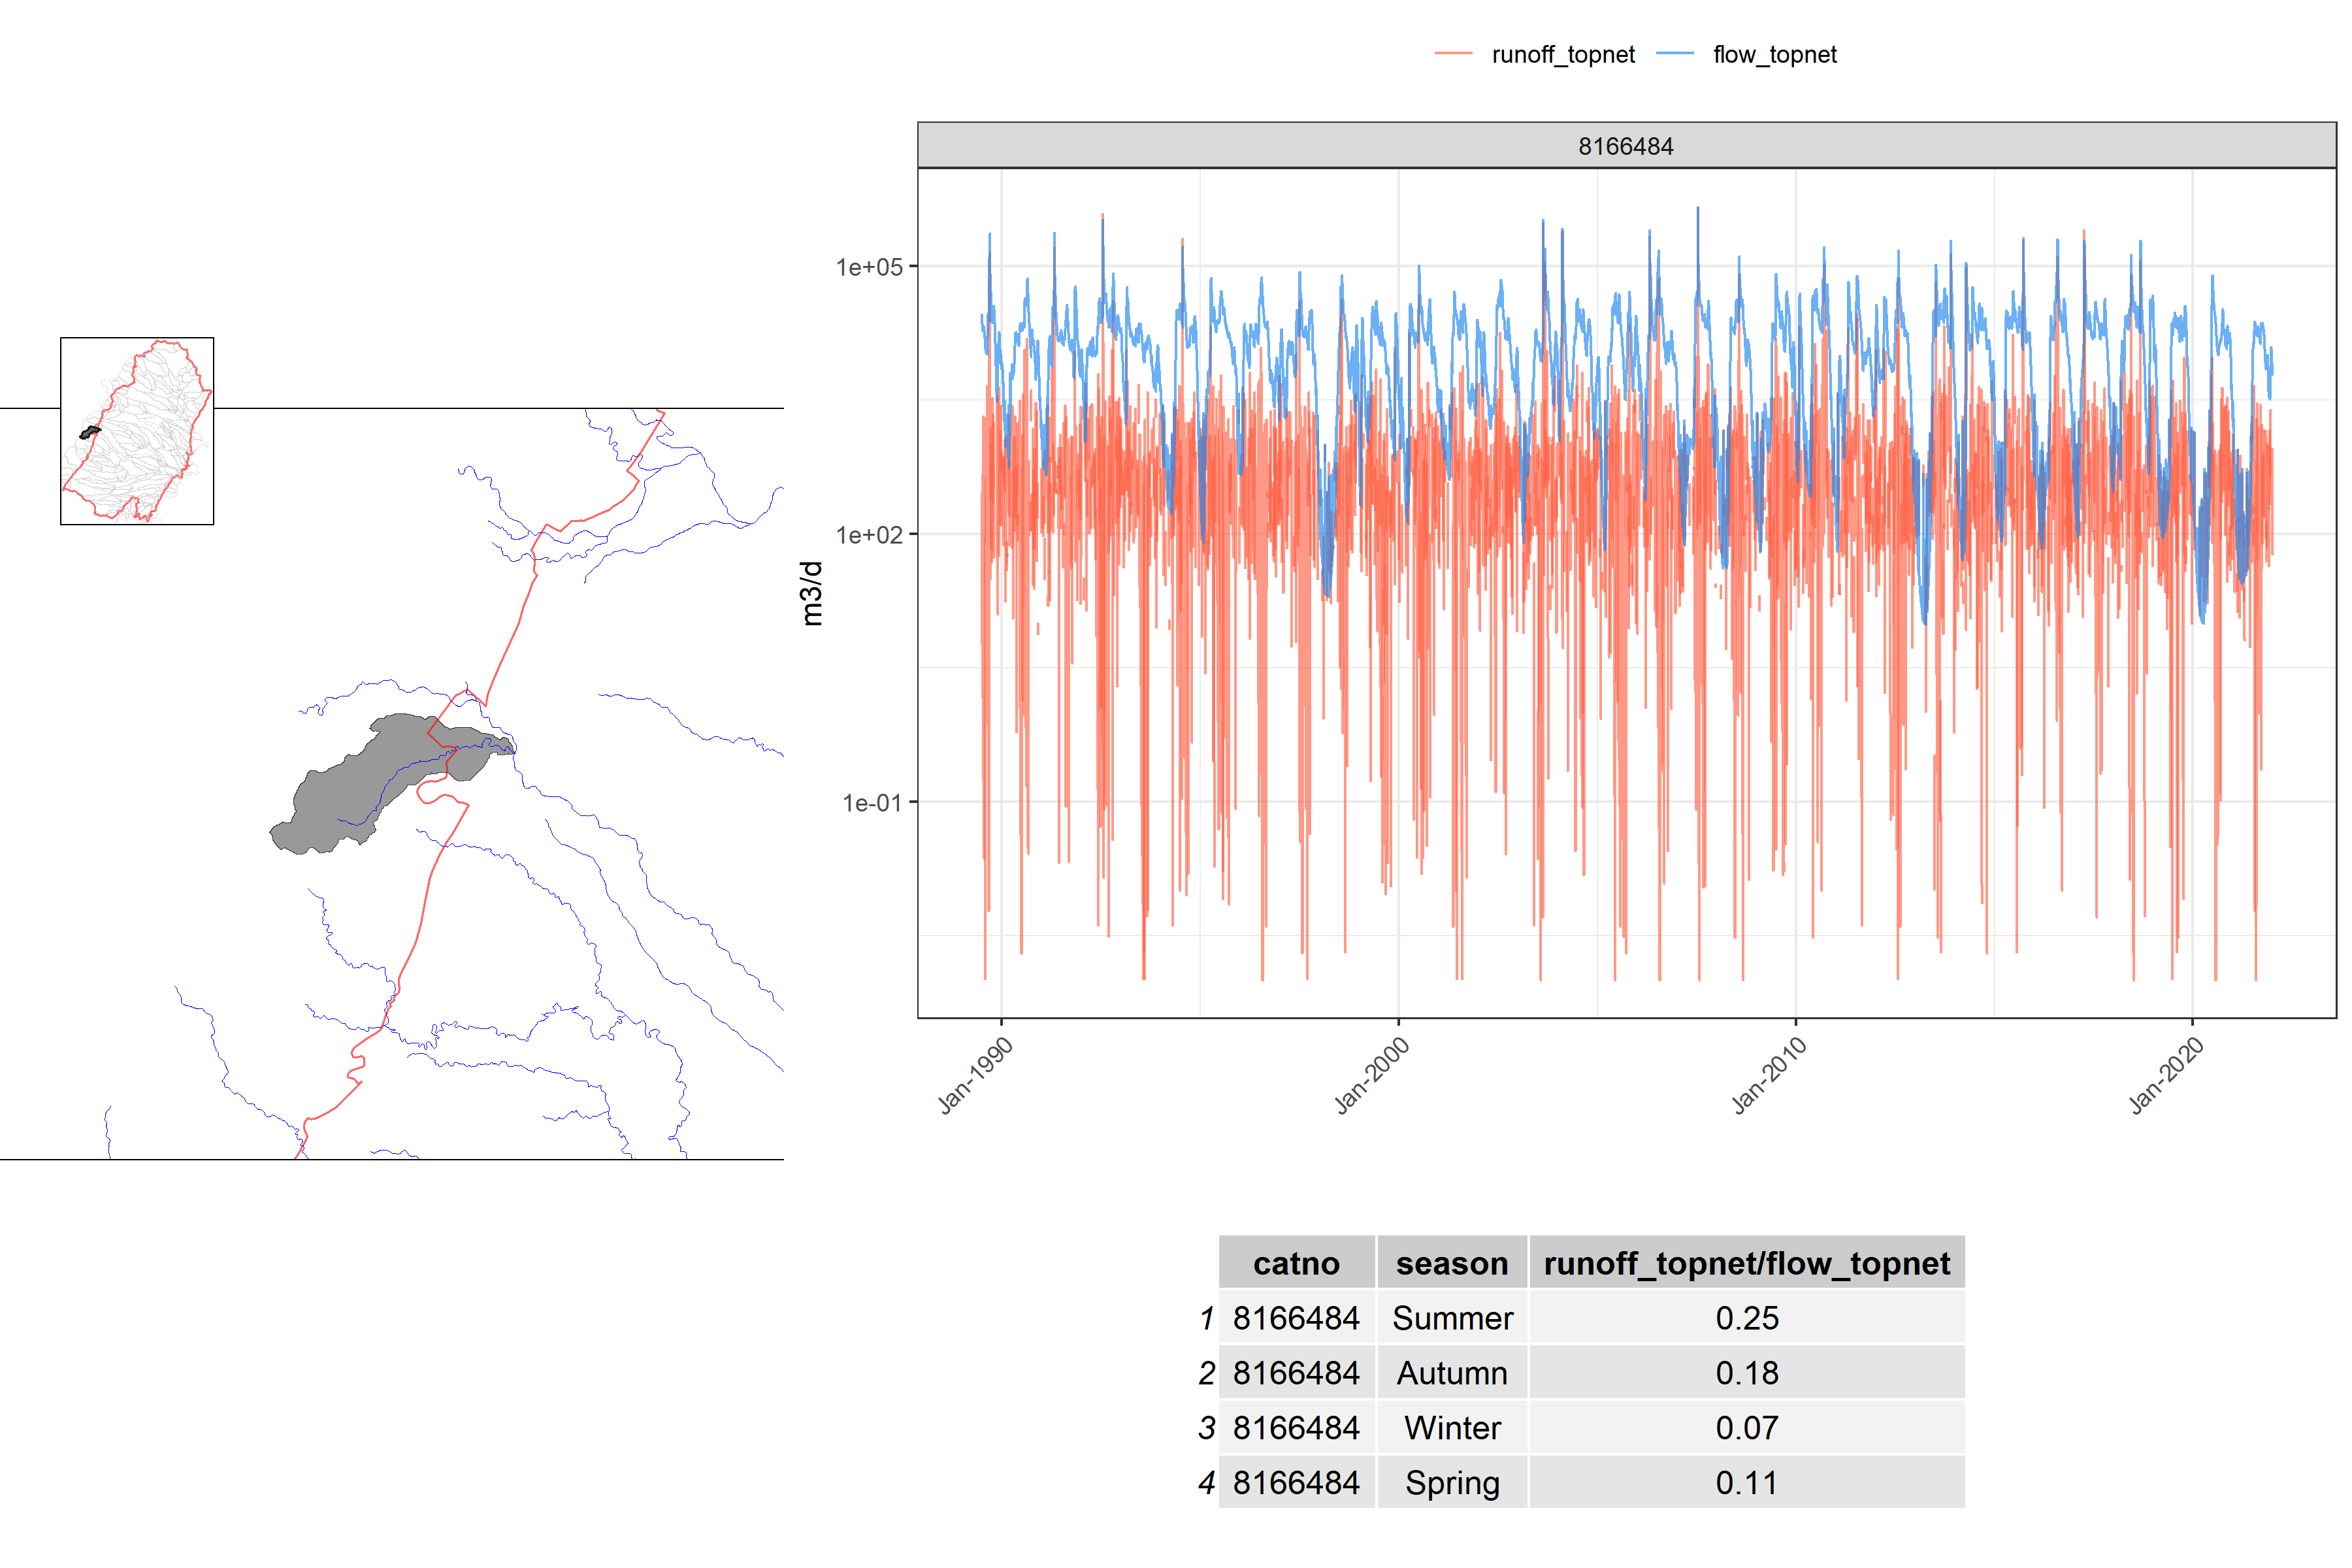 runoff_topnet flow_topnet
8166484
1e+05
1e+02
1e-01
m3/d
Jan-1990 Jan-2000 Jan-2010 Jan-2020
catno season runoff_topnet/flow_topnet
1 8166484 Summer 0.25
2 8166484 Autumn 0.18
3 8166484 Winter 0.07
4 8166484 Spring 0.11